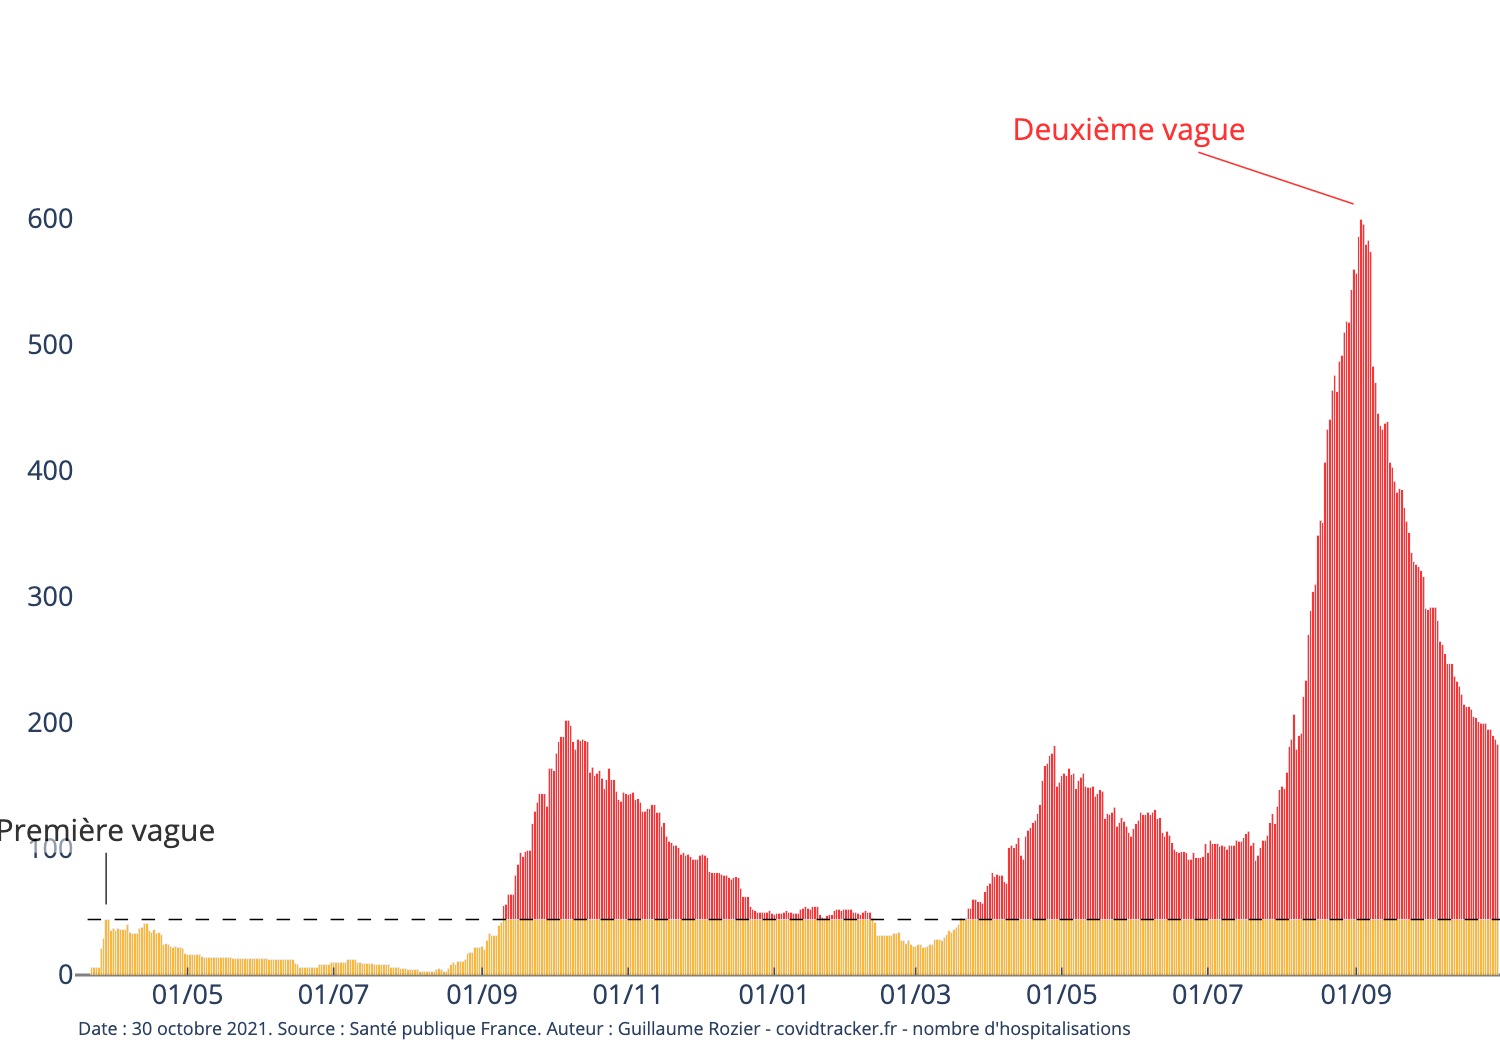 Deuxième vague
600
500
400
300
200
Première vague
100
0
01/05 01/07 01/09 01/11 01/01 01/03 01/05 01/07 01/09
Date : 30 octobre 2021. Source : Santé publique France. Auteur : Guillaume Rozier - covidtracker.fr - nombre d'hospitalisations